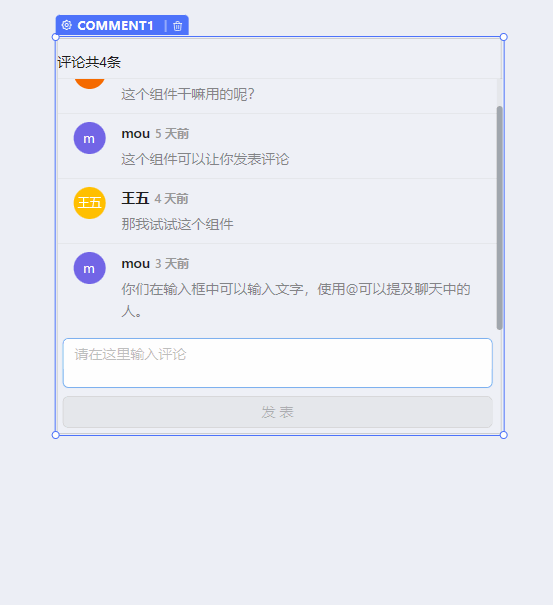 COMMENT1
评论共4条
这个组件干嘛用的呢?
m
mou 5 天前
这个组件可以让你发表评论
王五
王五 4 天前
那我试试这个组件
m
mou 3 天前
你们在输入框中可以输入文字，使用@可以提及聊天中的
人。
请在这里输入评论
发 表